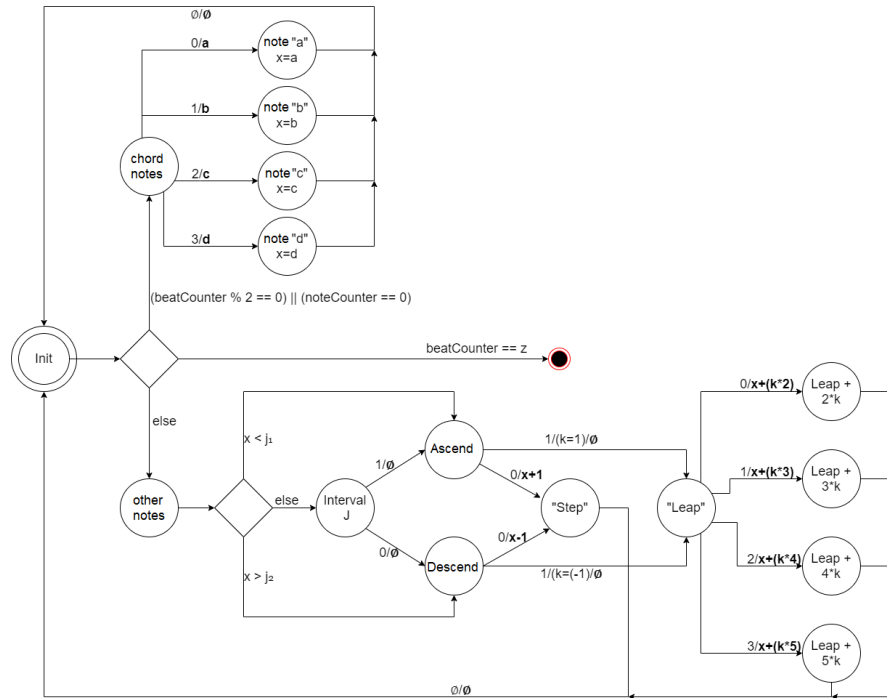 ∅/∅
0/a
note "a"
x=a
1/b
note "b"
x=b
chord
notes
2/c
note "c"
x=c
3/d
note "d"
x=d
(beatCounter % 2 == 0) || (noteCounter == 0)
Init
beatCounter == z
else
x < j₁
other
notes
else
Interval
J
1/∅
0/∅
x > j₂
Ascend
Descend
0/x+1
0/x-1
"Step"
1/(k=1)/∅
1/(k=(-1)/∅
"Leap"
0/x+(k*2)
Leap +
2*k
1/x+(k*3)
Leap +
3*k
2/x+(k*4)
Leap +
4*k
3/x+(k*5)
Leap +
5*k
∅/∅